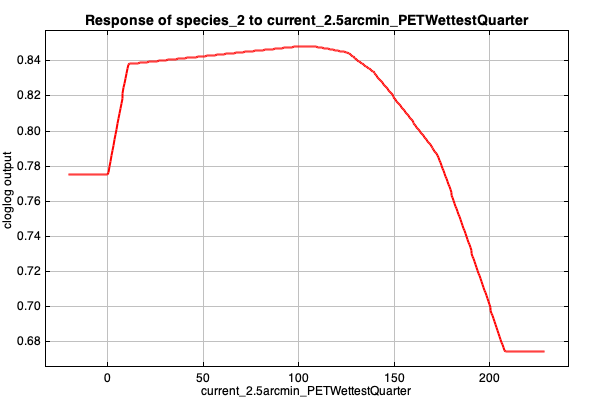 Response of species_2 to current_2.5arcmin_PETWettestQuarter
cloglog output
0.84
0.82
0.80
0.78
0.76
0.74
0.72
0.70
0.68
0 50 100 150 200
current_2.5arcmin_PETWettestQuarter